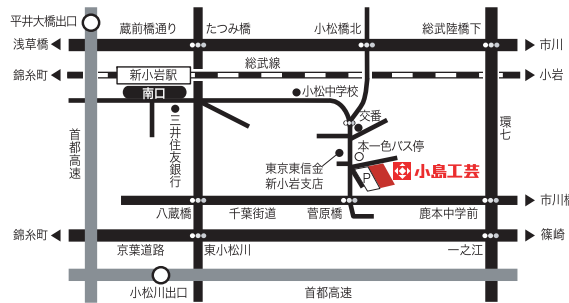 平井大橋出口
蔵前橋通り
たつみ橋
小松橋北
総武陸橋下
浅草橋
市川
総武線
錦糸町
新小岩駅
小岩
南口
小松中学校
三井住友銀行
交番
環七
首都高速
本一色バス停
東京東信金
新小岩支店
P
小島工芸
八蔵橋
千葉街道
菅原橋
鹿本中学前
市川橋
錦糸町
京葉道路
東小松川
一之江
篠崎
小松川出口
首都高速